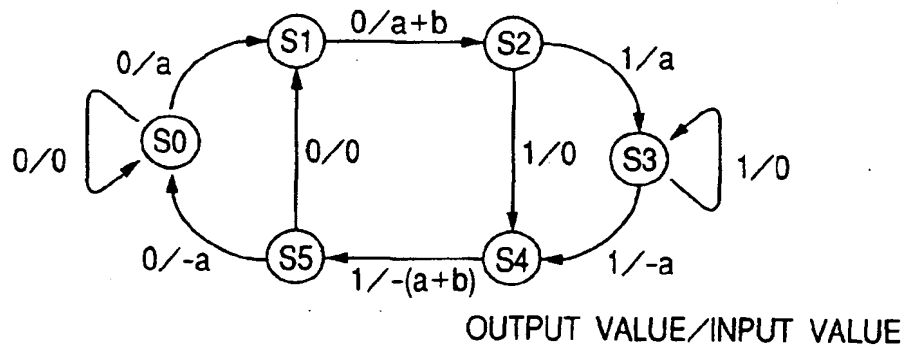 0/a+b
S1
S2
0/a
1/a
S0
0/0
0/0
1/0
S3
1/0
0/-a
S5
1/-(a+b)
S4
1/-a
OUTPUT VALUE/INPUT VALUE